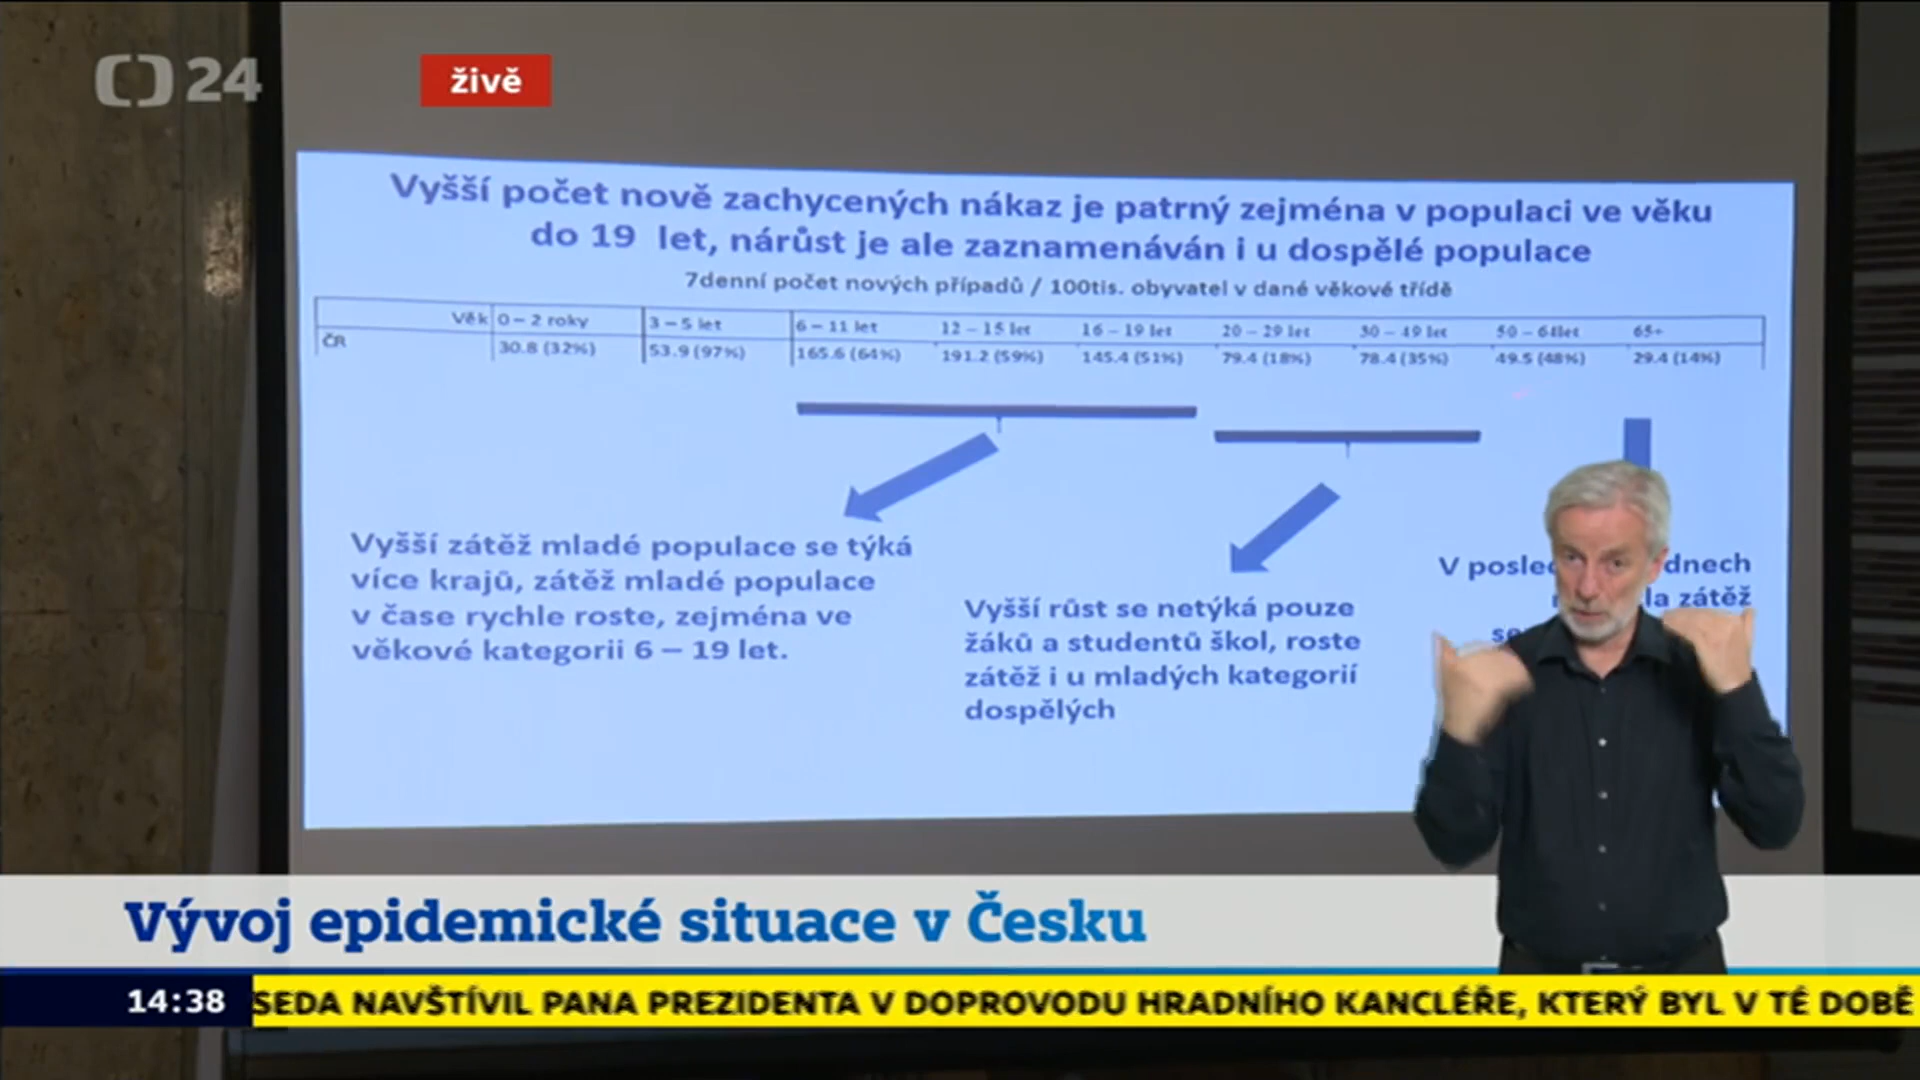 24
živě
Vyšší počet nově zachycených nákaz je patrný zejména v populaci ve věku
do 19 let, nárůst je ale zaznamenáván i u dospělé populace
7denní počet nových případů / 100tis. obyvatel v dané věkové třídě
Věk 0 – 2 roky 3 – 5 let 6 – 11 let 12 – 15 let 16 – 19 let 20 – 29 let 30 – 49 let 50 – 64let 65+
ČR 30.8 (32%) 53.9 (97%) 165.6 (64%) 191.2 (59%) 145.4 (51%) 79.4 (18%) 78.4 (35%) 49.5 (48%) 29.4 (14%)
Vyšší zátěž mladé populace se týká
více krajů, zátěž mladé populace
v čase rychle roste, zejména ve
věkové kategorii 6 – 19 let.
Vyšší růst se netýká pouze
žáků a studentů škol, roste
zátěž i u mladých kategorií
dospělých
V
zátěž
Vývoj epidemické situace v Česku
14:38 SEDA NAVŠTÍVIL PANA PREZIDENTA V DOPROVODU HRADNÍHO KANCLÉŘE, KTERÝ BYL V TÉ DOBĚ